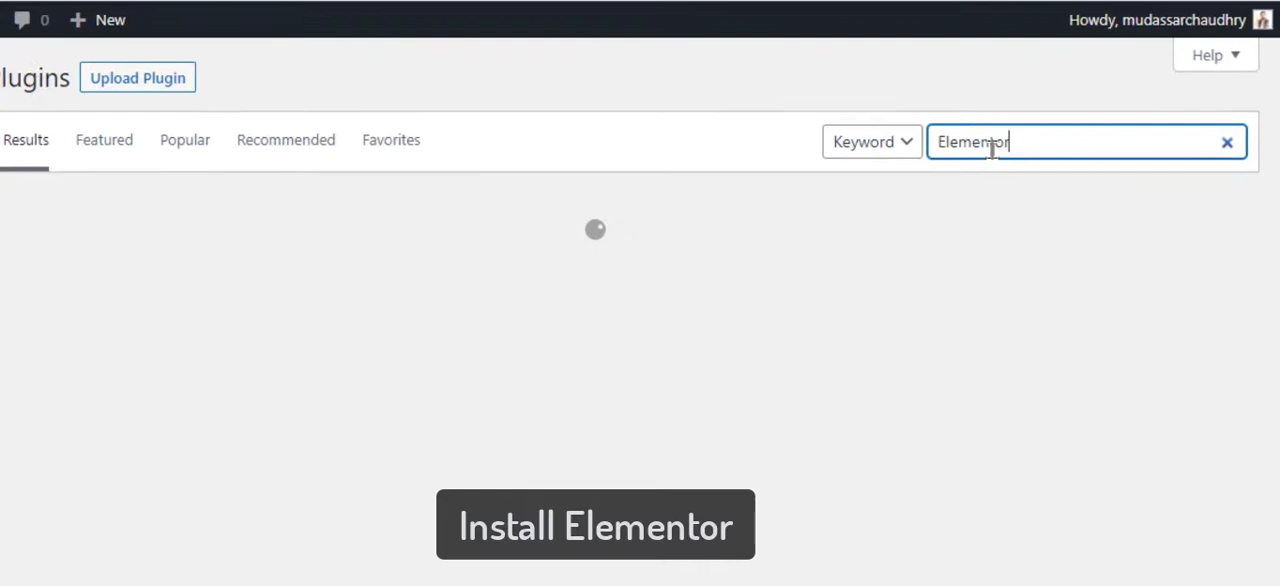 0 New Howdy, mudassarchaudhry
Help
lugins Upload Plugin
Results Featured Popular Recommended Favorites Keyword Elementor
Install Elementor